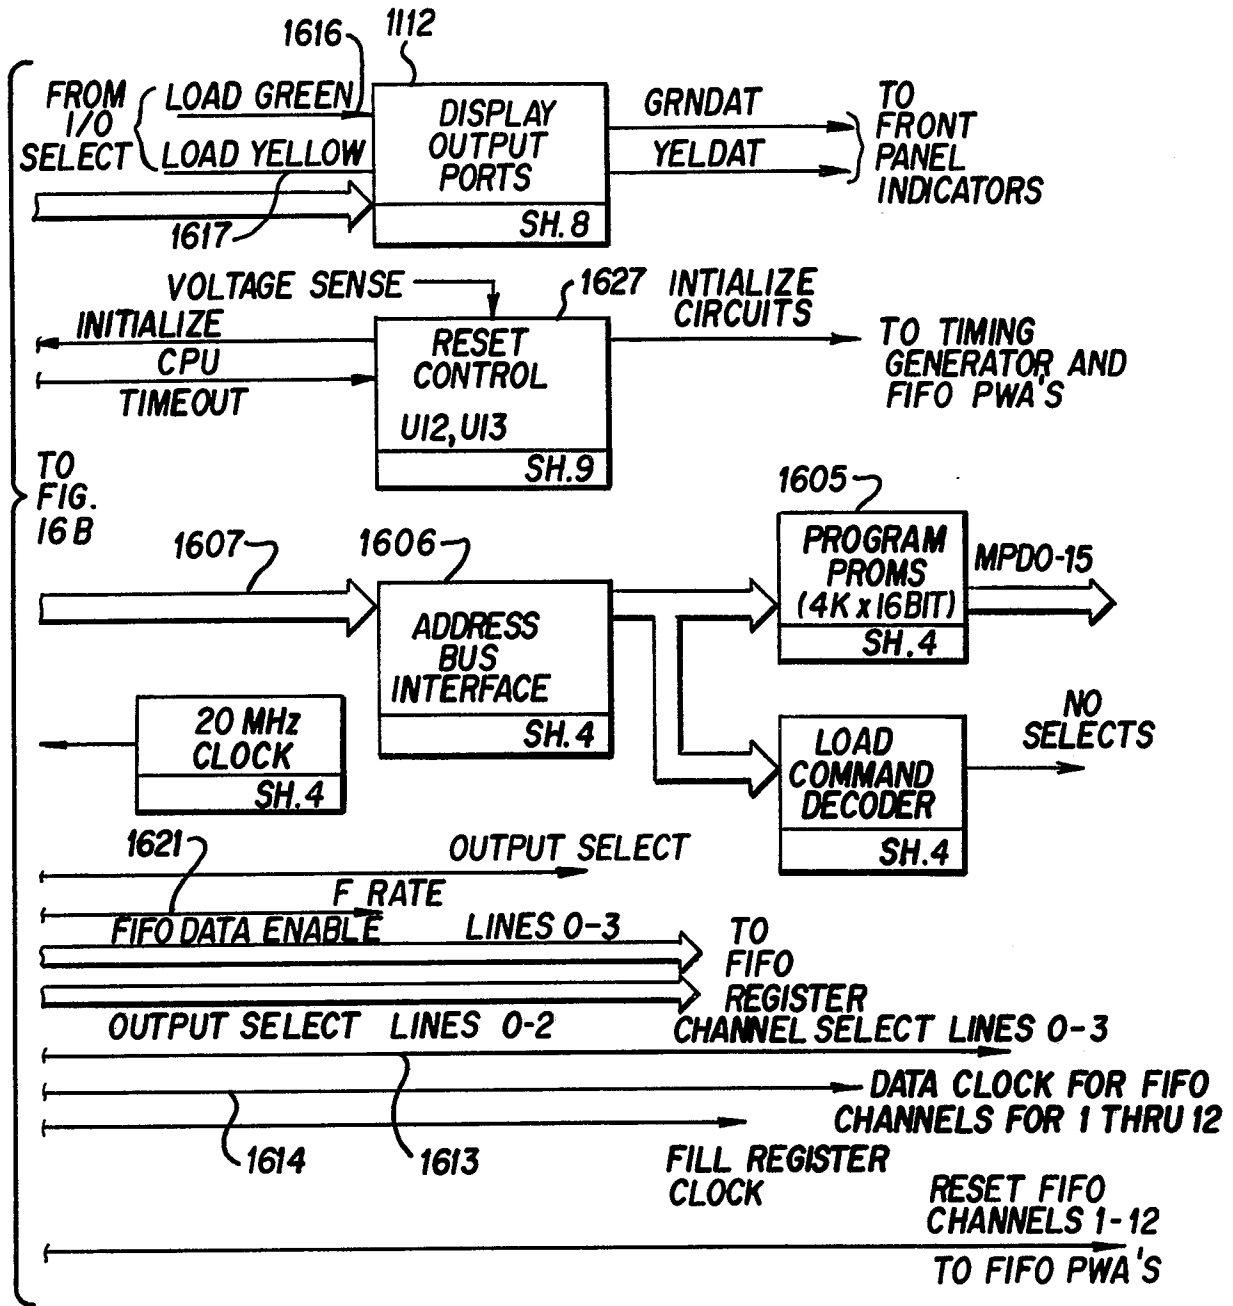 1616
1112
FROM
I/O
SELECT
LOAD GREEN
LOAD YELLOW
1617
DISPLAY
OUTPUT
PORTS
SH.8
GRNDAT
YELDAT
TO
FRONT
PANEL
INDICATORS
VOLTAGE SENSE
1627
INTIALIZE
CIRCUITS
INITIALIZE
CPU
TIMEOUT
RESET
CONTROL
U12, U13
SH.9
TO TIMING
GENERATOR AND
FIFO PWA'S
TO
FIG.
16B
1607
1606
ADDRESS
BUS
INTERFACE
SH.4
1605
PROGRAM
PROMS
(4K x 16BIT)
SH.4
MPDO-15
20 MHz
CLOCK
SH.4
LOAD
COMMAND
DECODER
SH.4
NO
SELECTS
1621
OUTPUT SELECT
F RATE
FIFO DATA ENABLE LINES 0-3
TO
FIFO
REGISTER
OUTPUT SELECT LINES 0-2
CHANNEL SELECT LINES 0-3
DATA CLOCK FOR FIFO
CHANNELS FOR 1 THRU 12
1614
1613
FILL REGISTER
CLOCK
RESET FIFO
CHANNELS 1-12
TO FIFO PWA'S